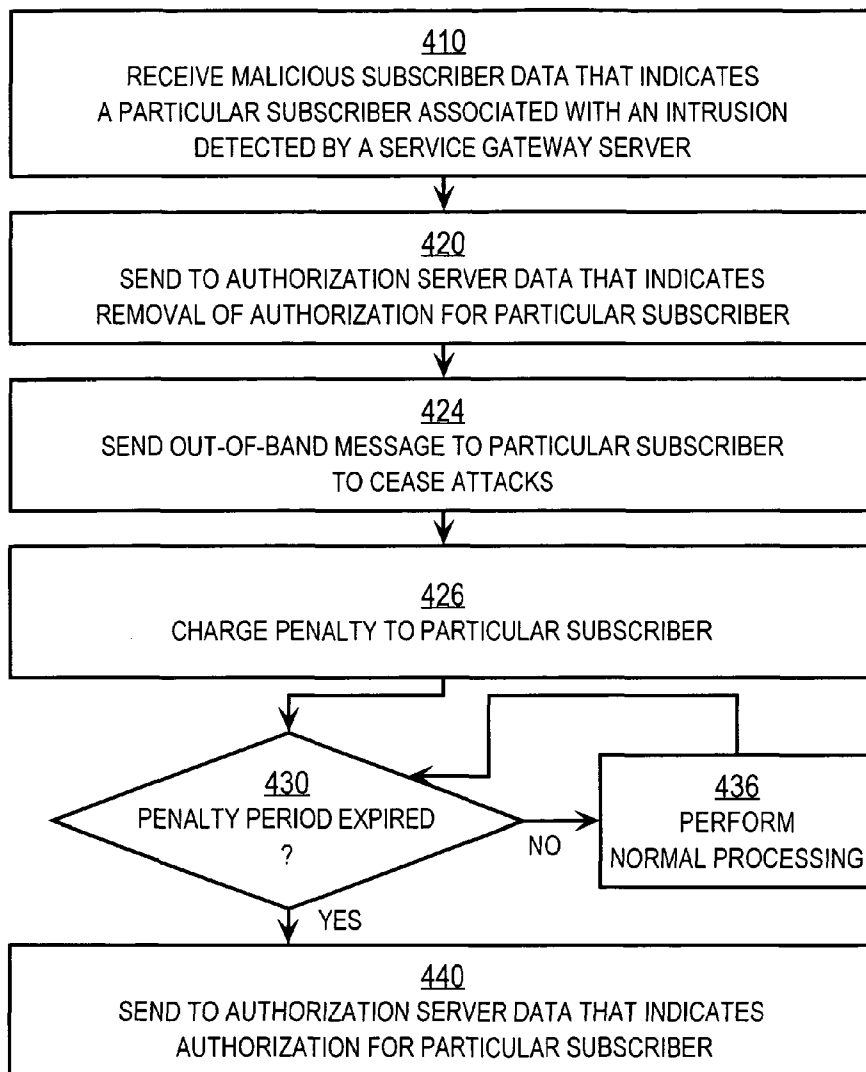 410
RECEIVE MALICIOUS SUBSCRIBER DATA THAT INDICATES
A PARTICULAR SUBSCRIBER ASSOCIATED WITH AN INTRUSION
DETECTED BY A SERVICE GATEWAY SERVER
420
SEND TO AUTHORIZATION SERVER DATA THAT INDICATES
REMOVAL OF AUTHORIZATION FOR PARTICULAR SUBSCRIBER
424
SEND OUT-OF-BAND MESSAGE TO PARTICULAR SUBSCRIBER
TO CEASE ATTACKS
426
CHARGE PENALTY TO PARTICULAR SUBSCRIBER
430
PENALTY PERIOD EXPIRED
?
NO
436
PERFORM
NORMAL PROCESSING
YES
440
SEND TO AUTHORIZATION SERVER DATA THAT INDICATES
AUTHORIZATION FOR PARTICULAR SUBSCRIBER